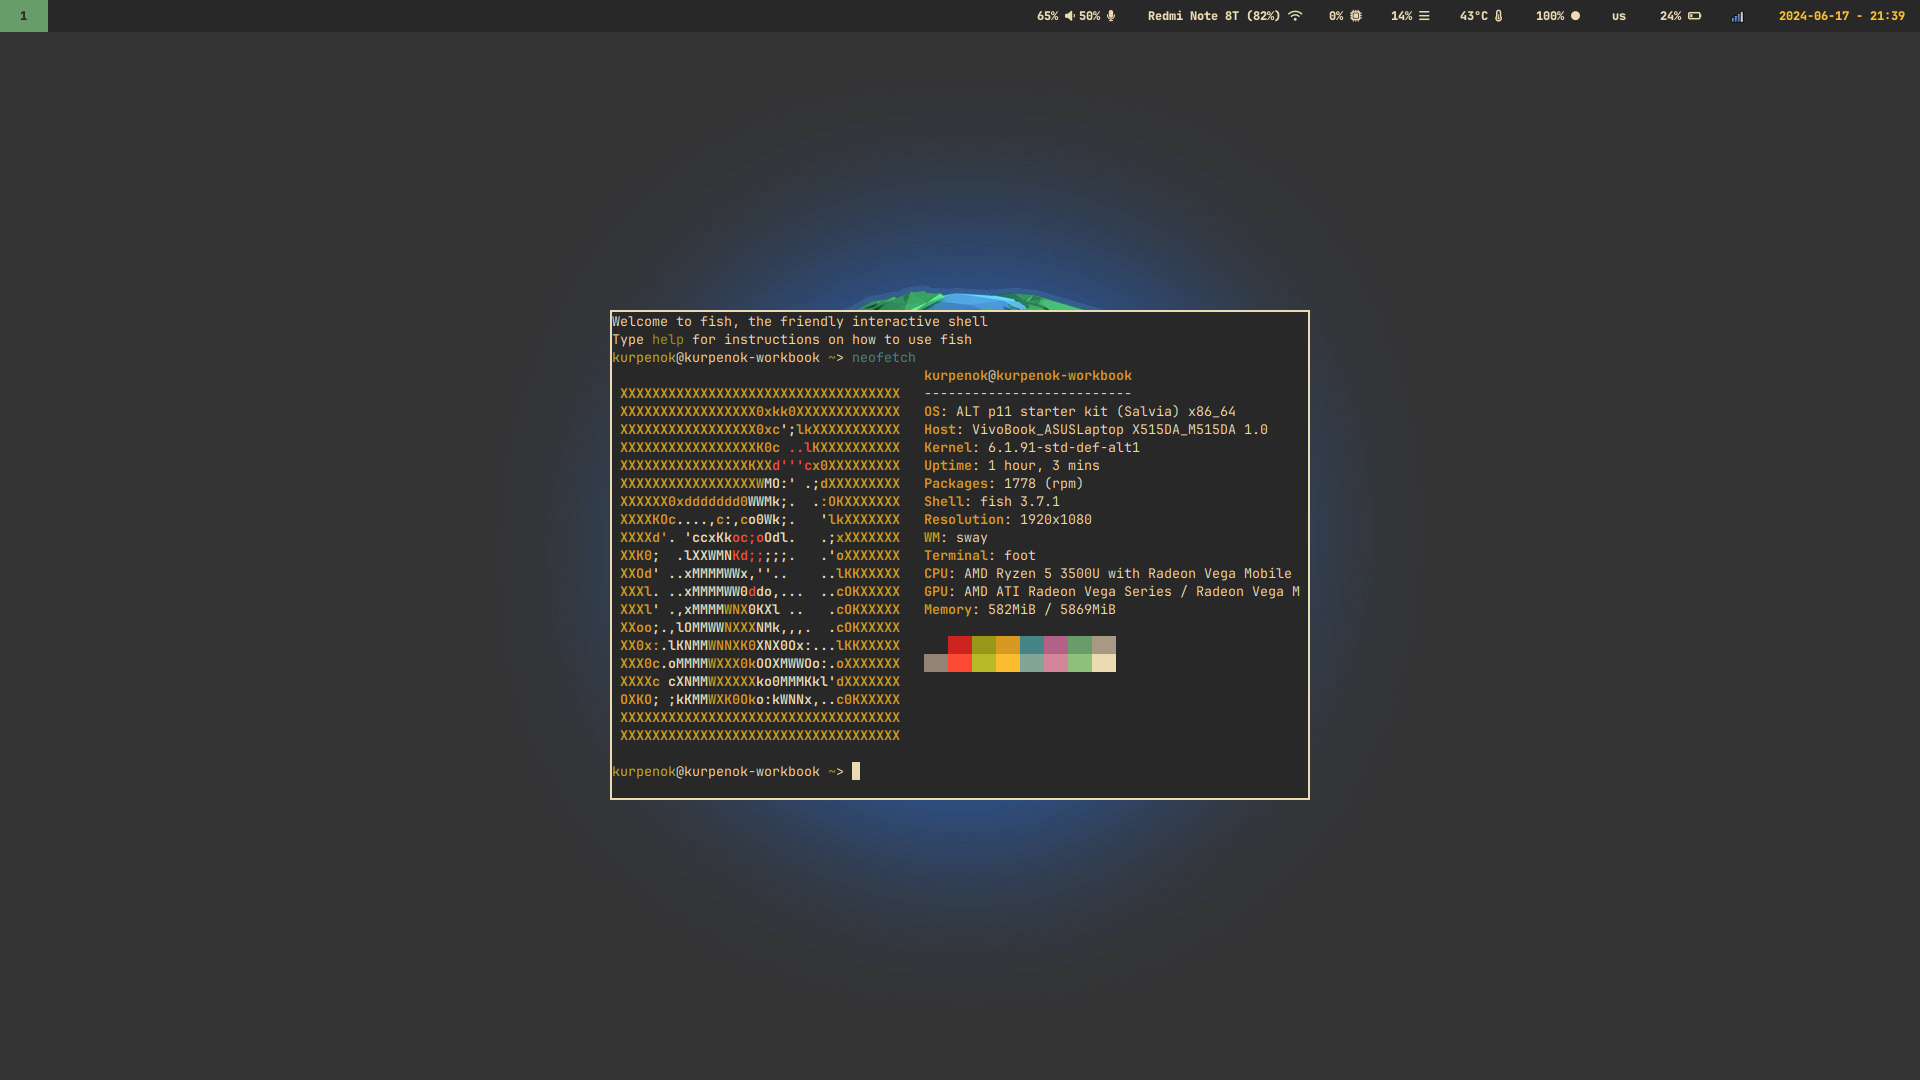 1
65% 50% Redmi Note 8T (82%) 0% 14% 43°C 100% us 24% 2024-06-17 - 21:39
Welcome to fish, the friendly interactive shell
Type help for instructions on how to use fish
kurpenok@kurpenok-workbook ~> neofetch
kurpenok@kurpenok-workbook
XXXXXXXXXXXXXXXXXXXXXXXXXXXXXXXXXXX --------------------------
XXXXXXXXXXXXXXXXX0xkk0XXXXXXXXXXXXX OS: ALT p11 starter kit (Salvia) x86_64
XXXXXXXXXXXXXXXXX0xc';lkXXXXXXXXXXX Host: VivoBook_ASUSLaptop X515DA_M515DA 1.0
XXXXXXXXXXXXXXXXXK0c ..lKXXXXXXXXXX Kernel: 6.1.91-std-def-alt1
XXXXXXXXXXXXXXXXKXXd'''cx0XXXXXXXXX Uptime: 1 hour, 3 mins
XXXXXXXXXXXXXXXXXWMO:' .;dXXXXXXXXX Packages: 1778 (rpm)
XXXXXX0xddddddd0WWMk;.  .:OKXXXXXXX Shell: fish 3.7.1
XXXXKOc....,c:,co0Wk;.   'lkXXXXXXX Resolution: 1920x1080
XXXXd'. 'ccxKkoc;oOdl.   .;xXXXXXXX WM: sway
XXK0;  .lXXWMNKd;;;;;.   .'oXXXXXXX Terminal: foot
XXOd' ..xMMMMWWx,''..    ..lKKXXXXX CPU: AMD Ryzen 5 3500U with Radeon Vega Mobile
XXXl. ..xMMMMWW0ddo,...  ..cOKXXXXX GPU: AMD ATI Radeon Vega Series / Radeon Vega M
XXXl' .,xMMMMWNX0KXl ..   .cOKXXXXX Memory: 582MiB / 5869MiB
XXoo;.,lOMMWWNXXXNMk,,,.  .cOKXXXXX
XX0x:.lKNMMWNNXK0XNX0Ox:...lKKXXXXX
XXX0c.oMMMMWXXX0kOOXMWWOo:.oXXXXXXX
XXXXc cXNMMWXXXXXko0MMMKkl'dXXXXXXX
OXKO; ;kKMMWXK0Oko:kWNNx,..c0KXXXXX
XXXXXXXXXXXXXXXXXXXXXXXXXXXXXXXXXXX
XXXXXXXXXXXXXXXXXXXXXXXXXXXXXXXXXXX
kurpenok@kurpenok-workbook ~>